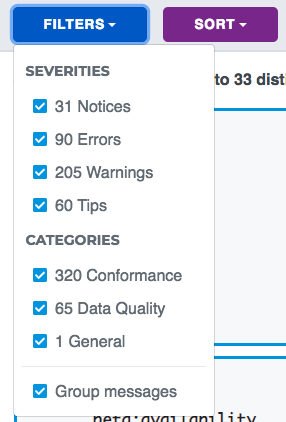 FILTERS
SORT
to 33 disti
SEVERITIES
31 Notices
90 Errors
205 Warnings
60 Tips
CATEGORIES
320 Conformance
65 Data Quality
1 General
Group messages